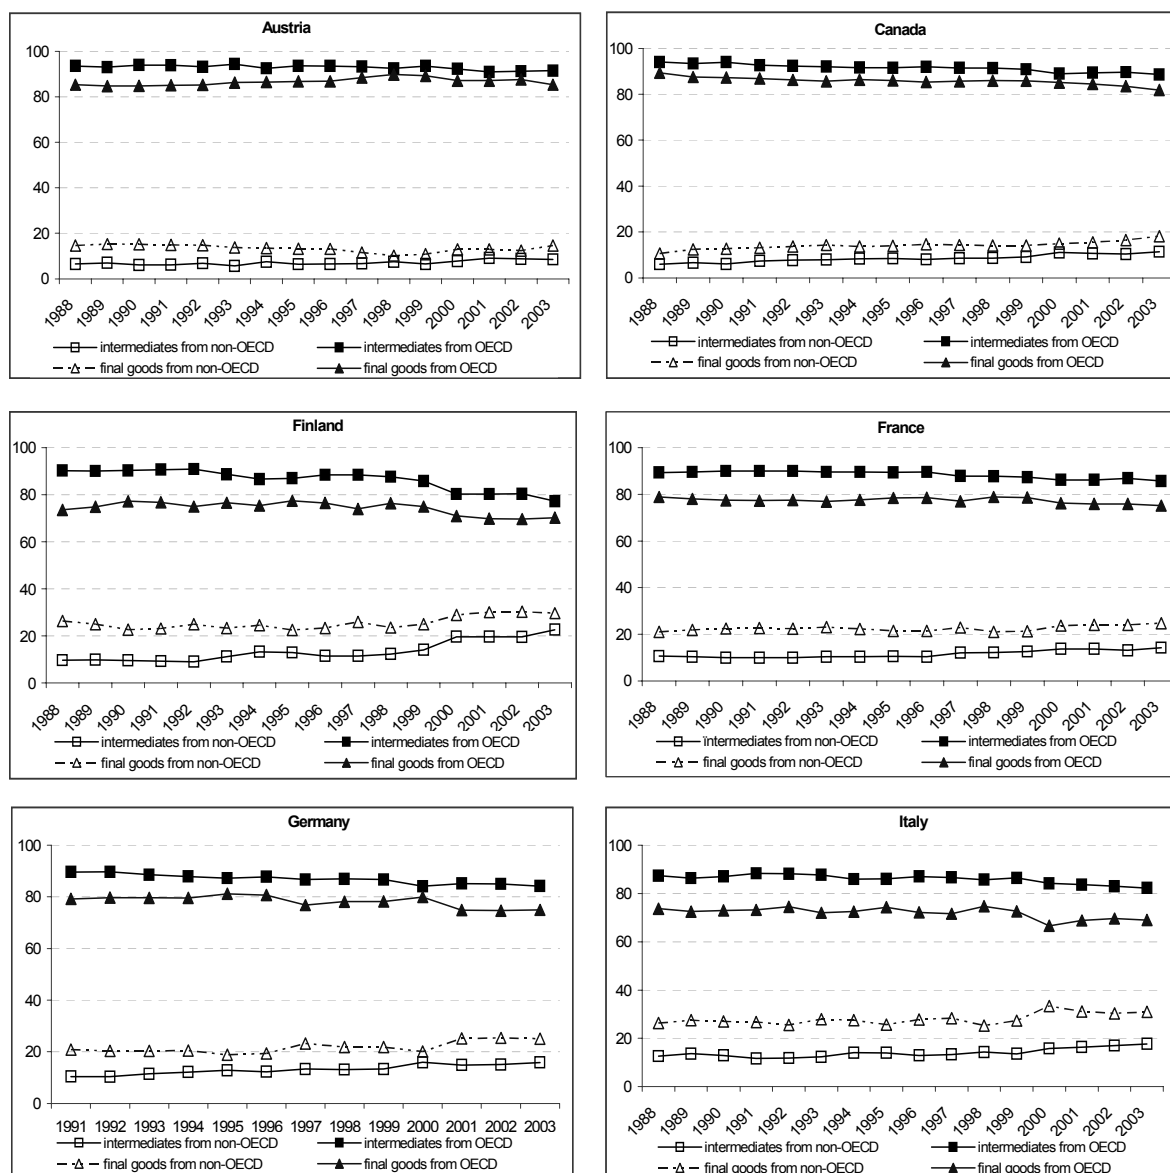 Austria
100
80
60
40
20
0
1988 1989 1990 1991 1992 1993 1994 1995 1996 1997 1998 1999 2000 2001 2002 2003
intermediates from non-OECD intermediates from OECD
final goods from non-OECD final goods from OECD
Canada
100
80
60
40
20
0
1988 1989 1990 1991 1992 1993 1994 1995 1996 1997 1998 1999 2000 2001 2002 2003
intermediates from non-OECD intermediates from OECD
final goods from non-OECD final goods from OECD
Finland
100
80
60
40
20
0
1988 1989 1990 1991 1992 1993 1994 1995 1996 1997 1998 1999 2000 2001 2002 2003
intermediates from non-OECD intermediates from OECD
final goods from non-OECD final goods from OECD
France
100
80
60
40
20
0
1988 1989 1990 1991 1992 1993 1994 1995 1996 1997 1998 1999 2000 2001 2002 2003
intermediates from non-OECD intermediates from OECD
final goods from non-OECD final goods from OECD
Germany
100
80
60
40
20
0
1991 1992 1993 1994 1995 1996 1997 1998 1999 2000 2001 2002 2003
intermediates from non-OECD intermediates from OECD
final goods from non-OECD final goods from OECD
Italy
100
80
60
40
20
0
1988 1989 1990 1991 1992 1993 1994 1995 1996 1997 1998 1999 2000 2001 2002 2003
intermediates from non-OECD intermediates from OECD
final goods from non-OECD final goods from OECD